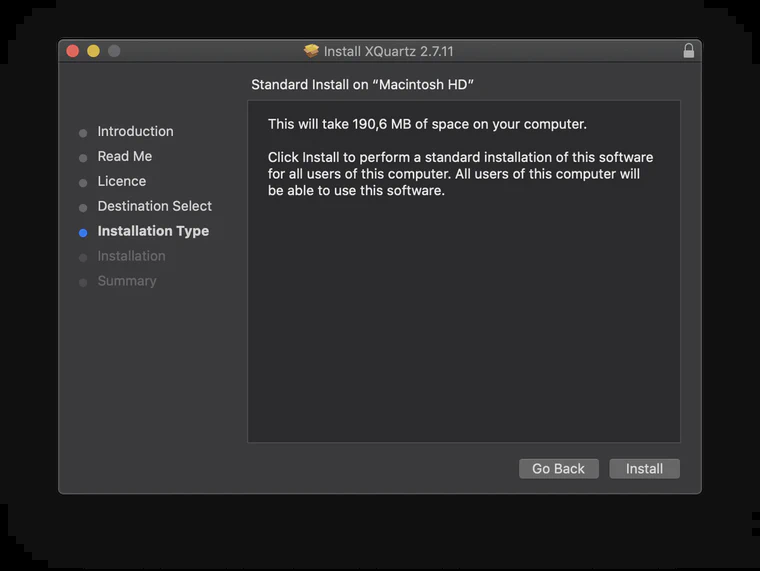 Install XQuartz 2.7.11
Standard Install on “Macintosh HD”
Introduction
Read Me
Licence
Destination Select
Installation Type
Installation
Summary
This will take 190,6 MB of space on your computer.
Click Install to perform a standard installation of this software
for all users of this computer. All users of this computer will
be able to use this software.
Go Back
Install